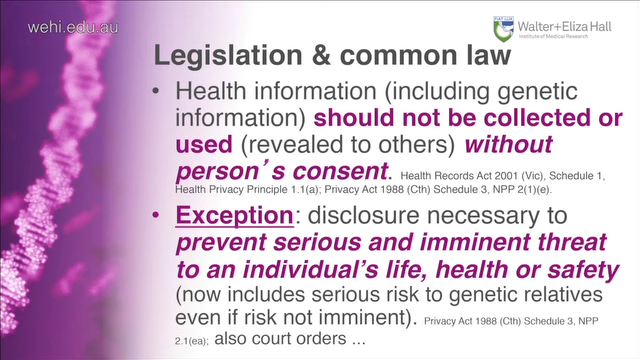 wehi.edu.au
FIAT LUX
Walter+Eliza Hall
Institute of Medical Research
Legislation & common law
• Health information (including genetic
information) should not be collected or
used (revealed to others) without
person’s consent. Health Records Act 2001 (Vic), Schedule 1,
Health Privacy Principle 1.1(a); Privacy Act 1988 (Cth) Schedule 3, NPP 2(1)(e).
• Exception: disclosure necessary to
prevent serious and imminent threat
to an individual’s life, health or safety
(now includes serious risk to genetic relatives
even if risk not imminent). Privacy Act 1988 (Cth) Schedule 3, NPP
2.1(ea); also court orders ...